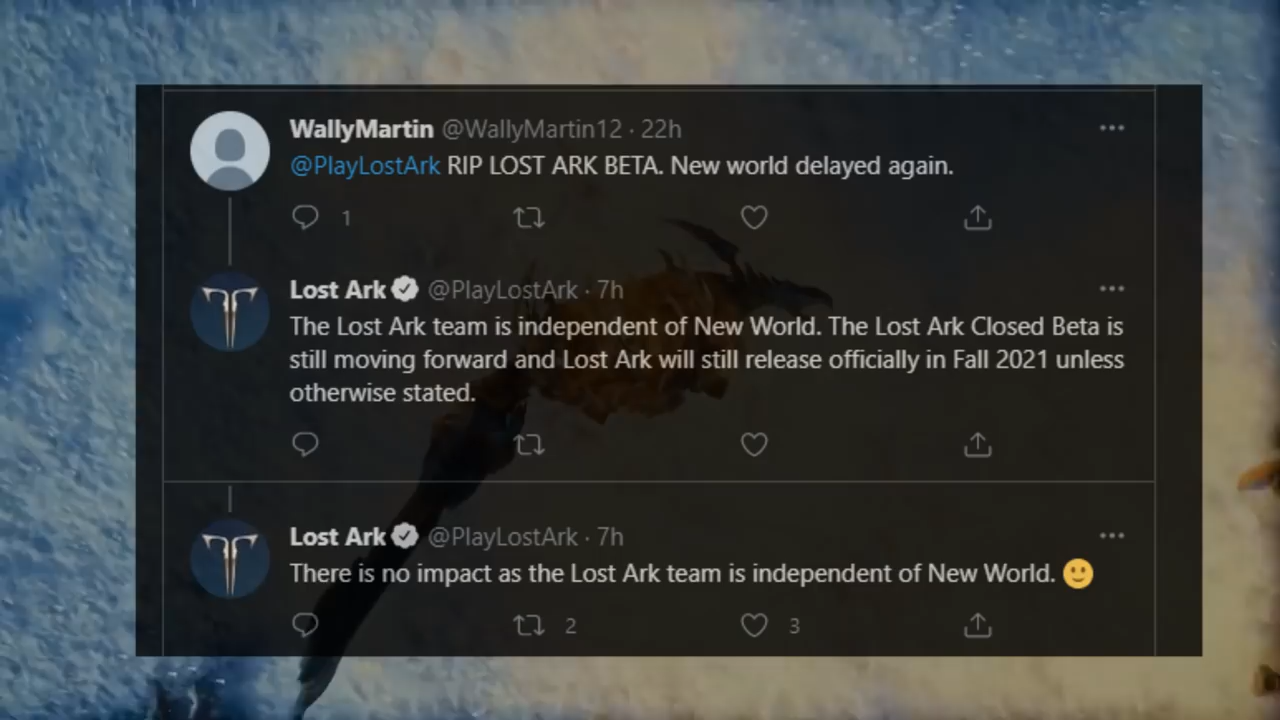 WallyMartin @WallyMartin12 · 22h
@PlayLostArk RIP LOST ARK BETA. New world delayed again.
1
Lost Ark @PlayLostArk · 7h
The Lost Ark team is independent of New World. The Lost Ark Closed Beta is
still moving forward and Lost Ark will still release officially in Fall 2021 unless
otherwise stated.
Lost Ark @PlayLostArk · 7h
There is no impact as the Lost Ark team is independent of New World. 🙂
2 3